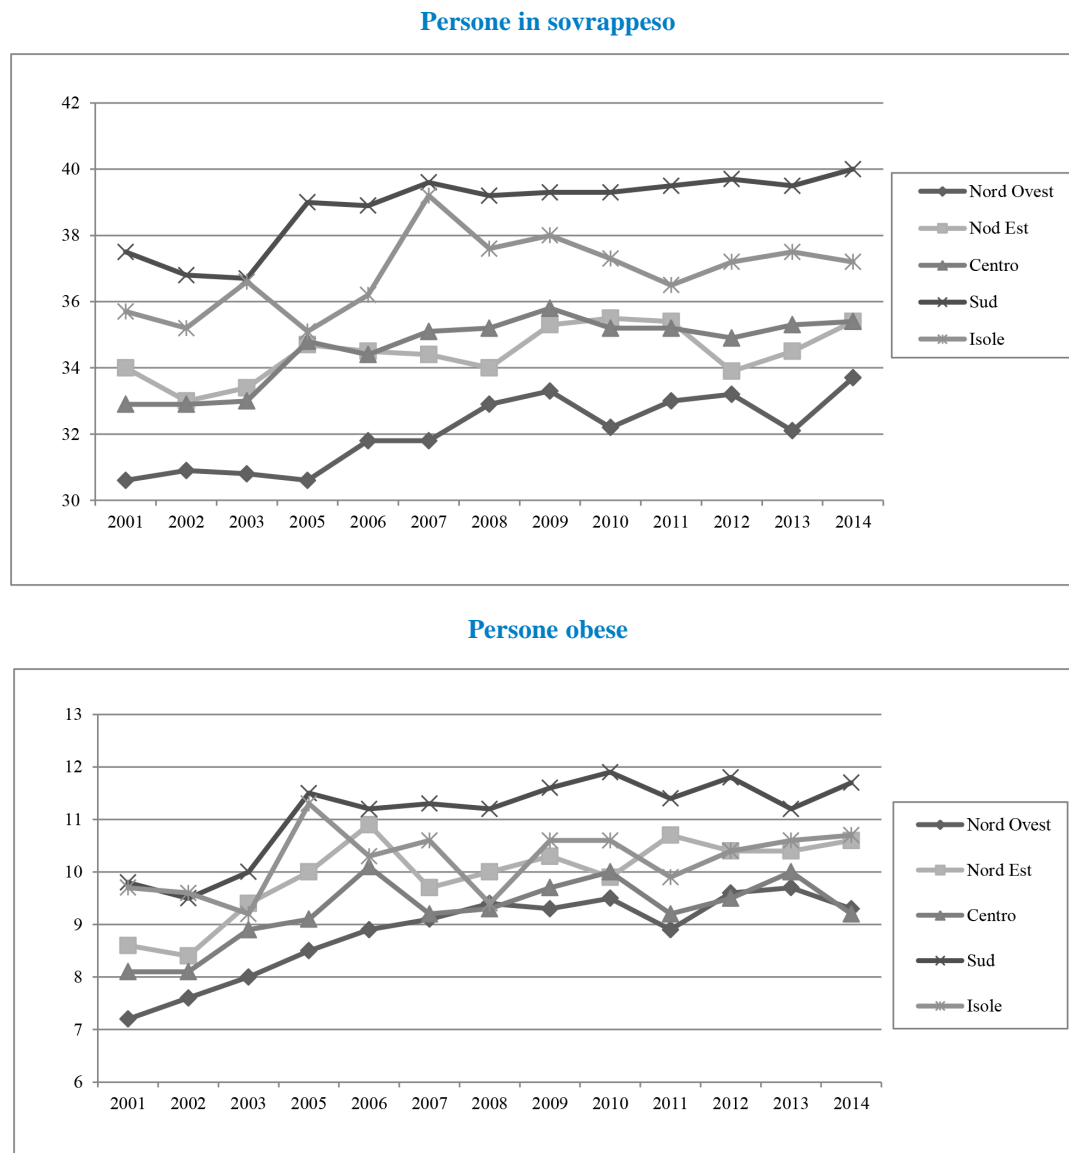 Persone in sovrappeso
42
40
38
36
34
32
30
2001 2002 2003 2005 2006 2007 2008 2009 2010 2011 2012 2013 2014
Nord Ovest
Nod Est
Centro
Sud
Isole
Persone obese
13
12
11
10
9
8
7
6
2001 2002 2003 2005 2006 2007 2008 2009 2010 2011 2012 2013 2014
Nord Ovest
Nord Est
Centro
Sud
Isole